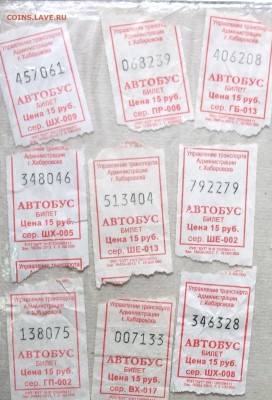 COINS.LAVE.RU
Управление транспорта
Администрации
г. Хабаровска
457061
АВТОБУС
БИЛЕТ
Цена 15 руб.
сер. ШХ-009
Управление транспорта
Администрации
г. Хабаровска
068239
АВТОБУС
БИЛЕТ
Цена 15 руб.
сер. ПР-006
Управление транспорта
Администрации
г. Хабаровска
406208
АВТОБУС
БИЛЕТ
Цена 15 руб.
сер. ГБ-013
Управление транспорта
Администрации
г. Хабаровска
348046
АВТОБУС
БИЛЕТ
Цена 15 руб.
сер. ШХ-005
Управление транспорта
Администрации
г. Хабаровска
513404
АВТОБУС
БИЛЕТ
Цена 15 руб.
сер. ШЕ-013
Управление транспорта
Администрации
г. Хабаровска
792279
АВТОБУС
БИЛЕТ
Цена 15 руб.
сер. ШЕ-002
Управление транспорта
Администрации
г. Хабаровска
138075
АВТОБУС
БИЛЕТ
Цена 15 руб.
сер. ГП-002
Управление транспорта
Администрации
г. Хабаровска
007133
АВТОБУС
БИЛЕТ
Цена 15 руб.
сер. ВХ-017
Управление транспорта
Администрации
г. Хабаровска
346328
АВТОБУС
БИЛЕТ
Цена 15 руб.
сер. ШХ-008